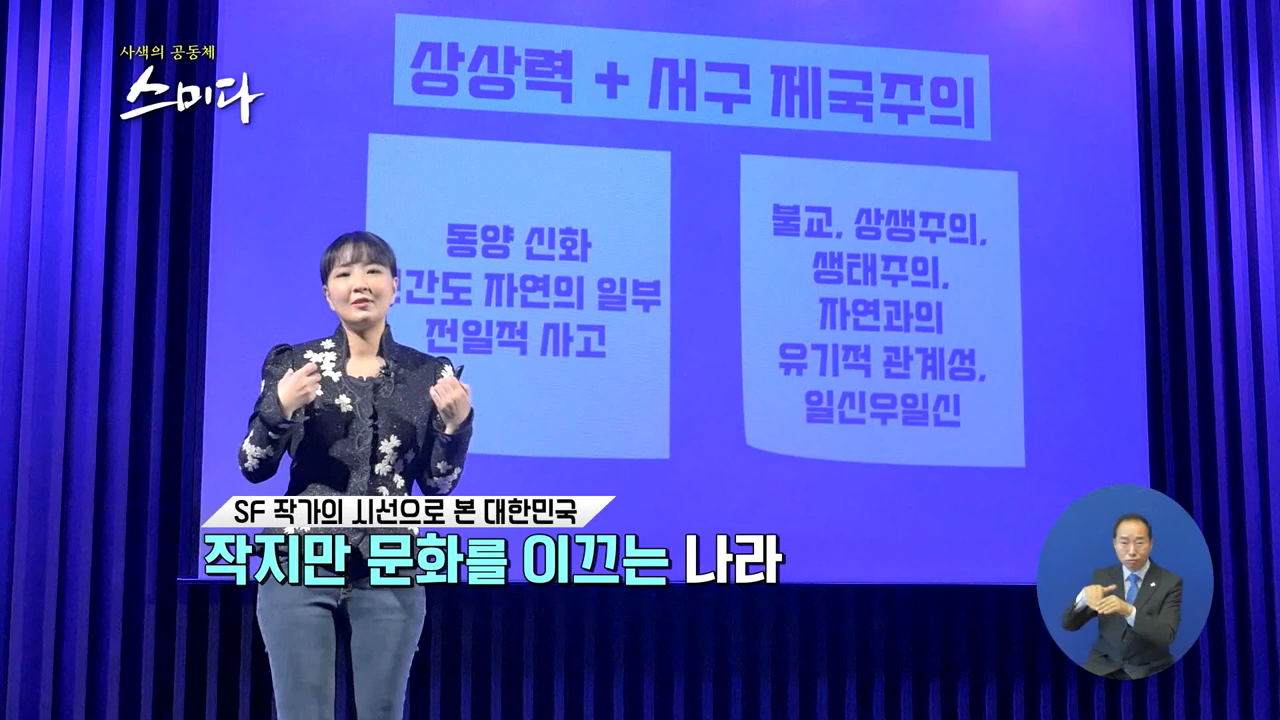 사색의 공동체
스미다
상상력 + 서구 제국주의
동양 신화
간도 자연의 일부
전일적 사고
불교, 상생주의,
생태주의,
자연과의
유기적 관계성,
일신우일신
SF 작가의 시선으로 본 대한민국
작지만 문화를 이끄는 나라